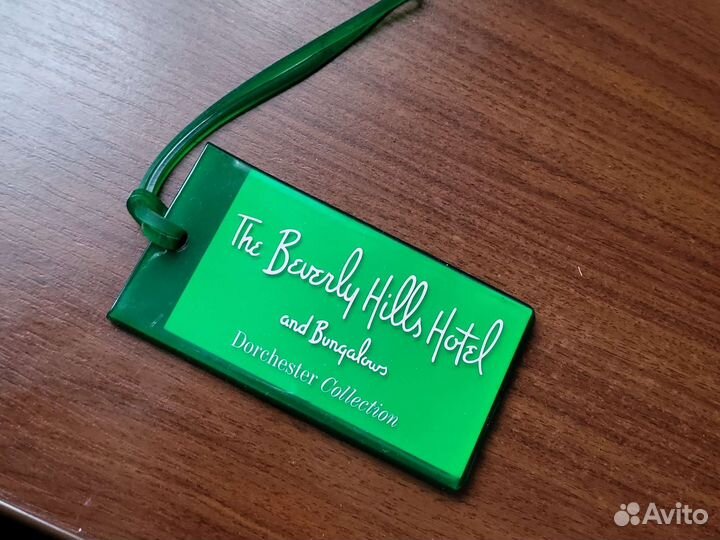 The Beverly Hills Hotel
and Bungalows
Dorchester Collection
Avito